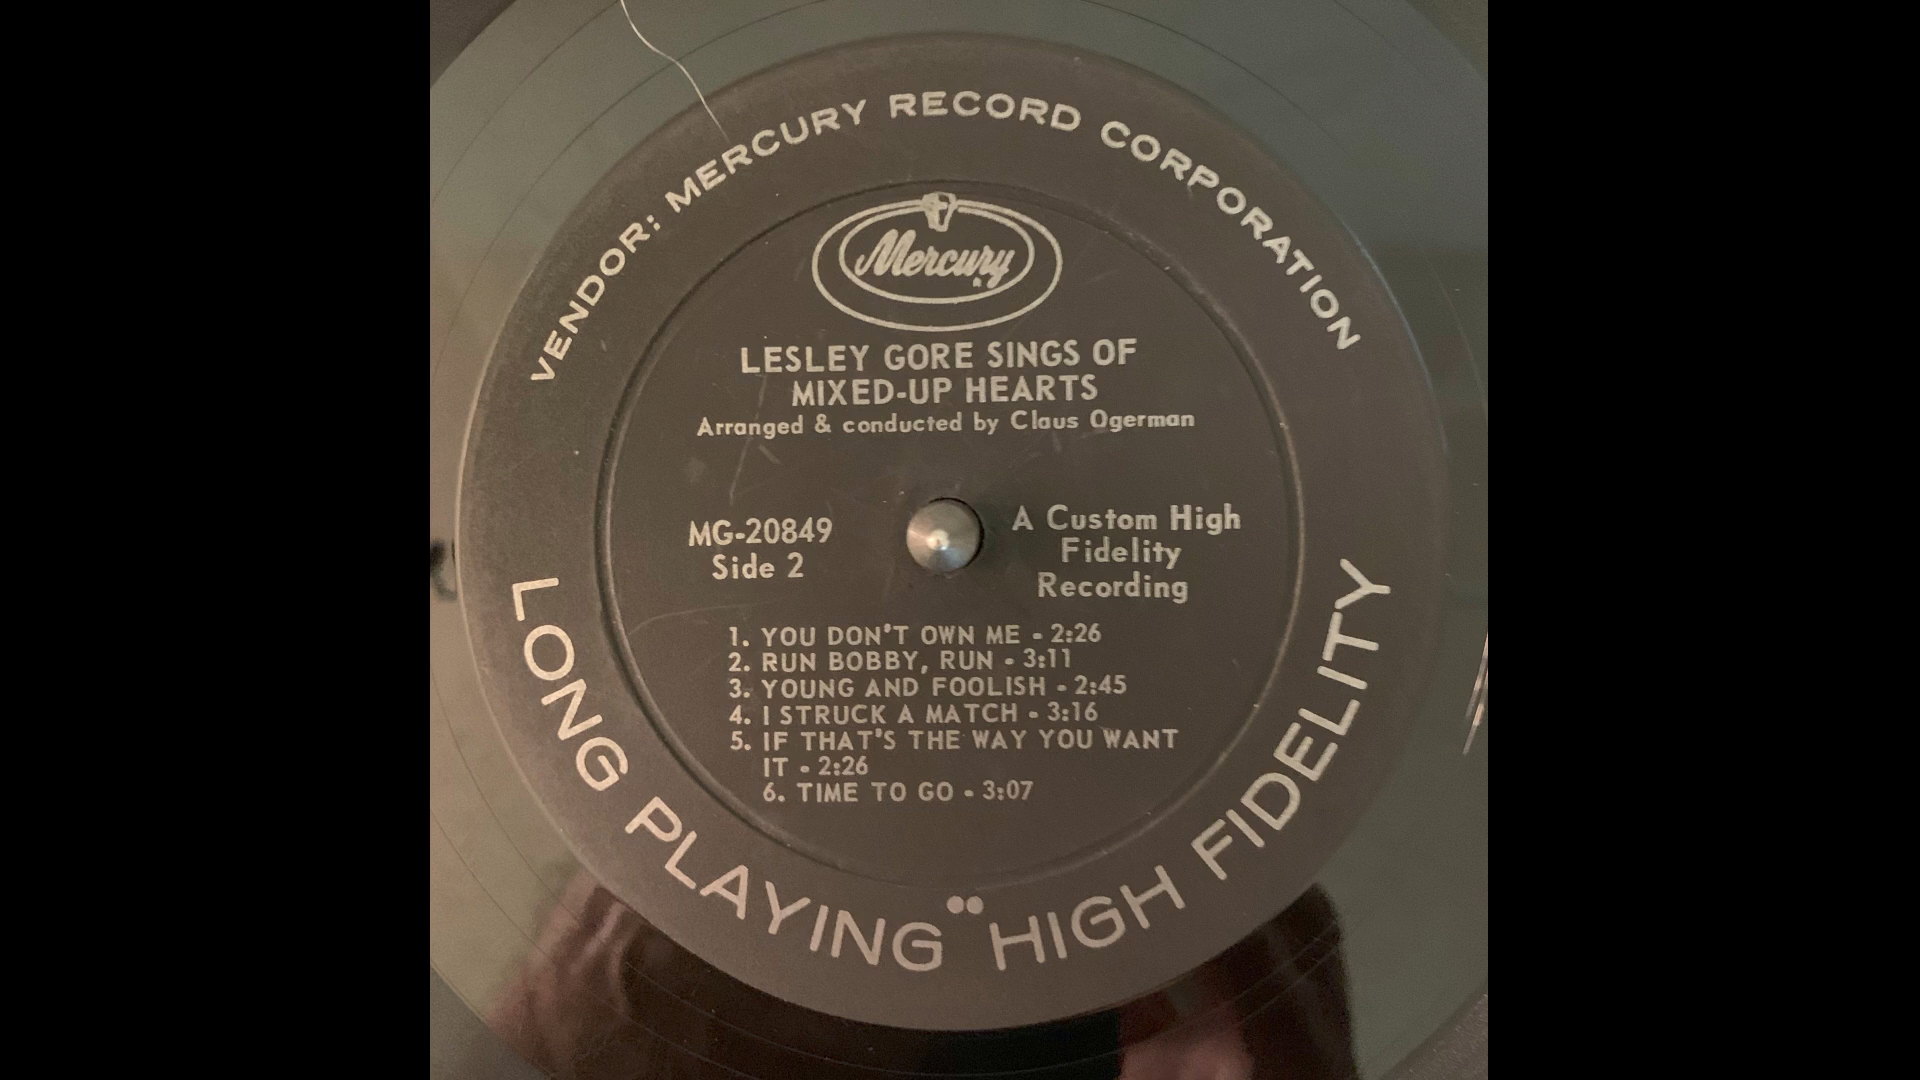 VENDOR: MERCURY RECORD CORPORATION
Mercury
LESLEY GORE SINGS OF
MIXED-UP HEARTS
Arranged & conducted by Claus Ogerman
MG-20849
Side 2
A Custom High
Fidelity
Recording
1. YOU DON'T OWN ME - 2:26
2. RUN BOBBY, RUN - 3:11
3. YOUNG AND FOOLISH - 2:45
4. I STRUCK A MATCH - 3:16
5. IF THAT'S THE WAY YOU WANT
IT - 2:26
6. TIME TO GO - 3:07
LONG PLAYING •• HIGH FIDELITY